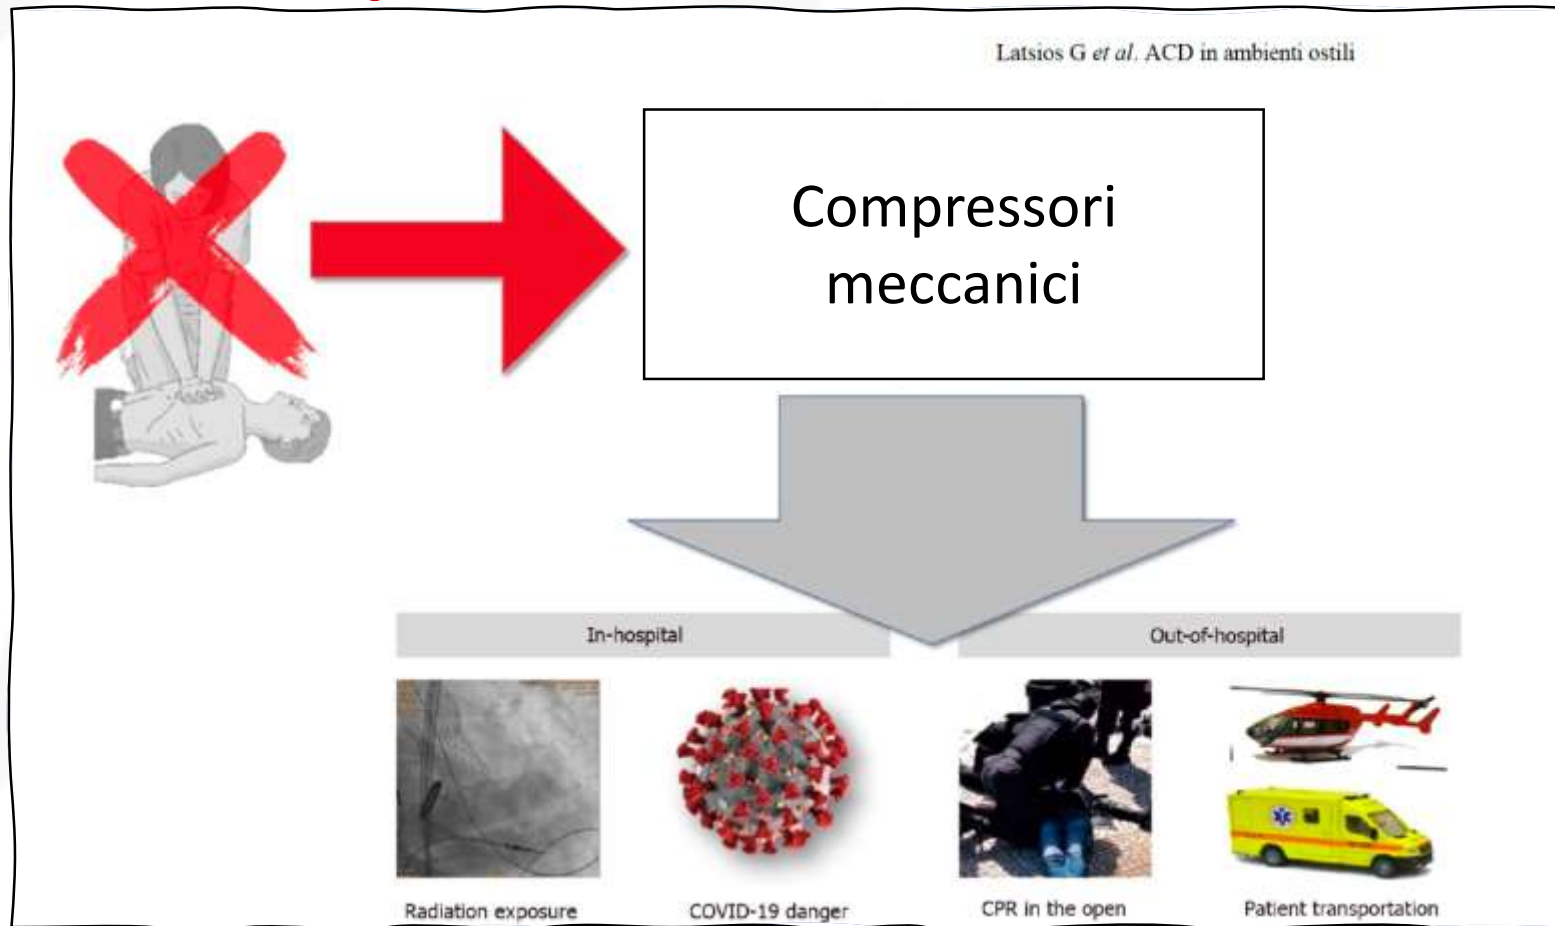 Latsios G et al. ACD in ambienti ostili
Compressori
meccanici
In-hospital
Out-of-hospital
Radiation exposure
COVID-19 danger
CPR in the open
Patient transportation